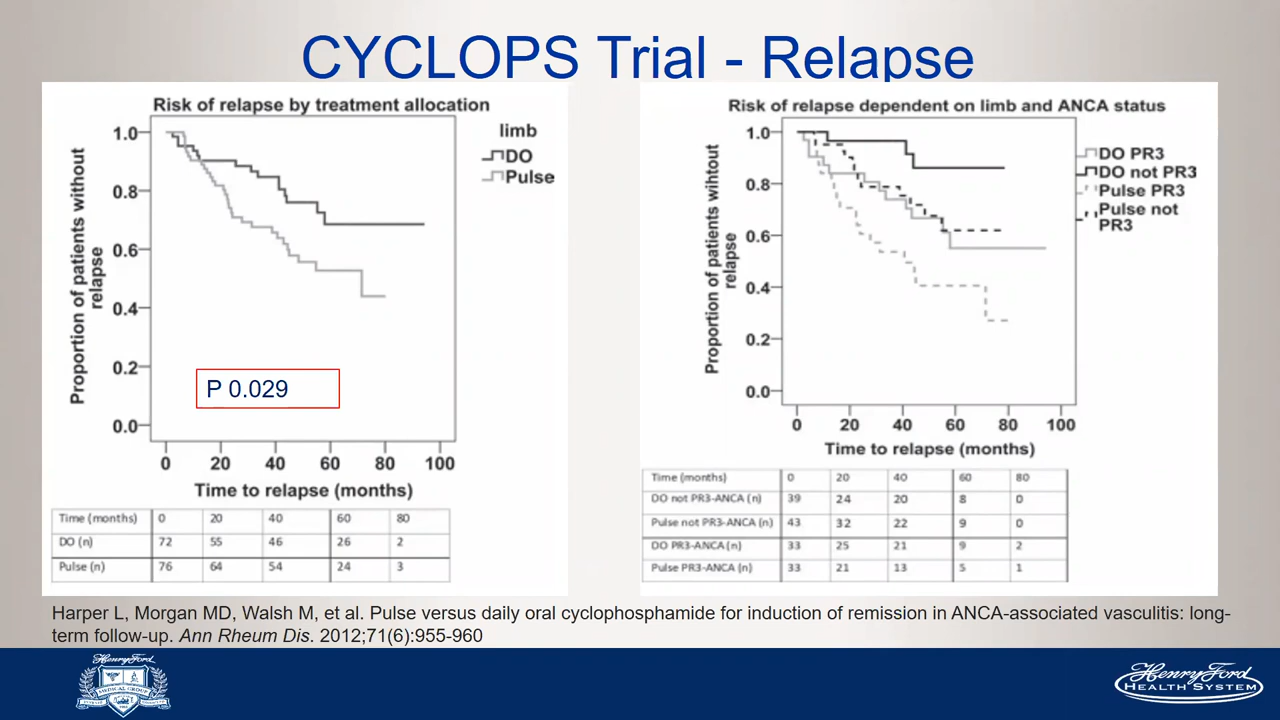 CYCLOPS Trial - Relapse
Risk of relapse by treatment allocation
Proportion of patients without
relapse
1.0
0.8
0.6
0.4
0.2
0.0
limb
DO
Pulse
P 0.029
0 20 40 60 80 100
Time to relapse (months)
Time (months) 0 20 40 60 80
DO (n) 72 55 46 26 2
Pulse (n) 76 64 54 24 3
Risk of relapse dependent on limb and ANCA status
Proportion of patients wihtout
relapse
1.0
0.8
0.6
0.4
0.2
0.0
DO PR3
DO not PR3
Pulse PR3
Pulse not
PR3
0 20 40 60 80 100
Time to relapse (months)
Time (months) 0 20 40 60 80
DO not PR3-ANCA (n) 39 24 20 8 0
Pulse not PR3-ANCA (n) 43 32 22 9 0
DO PR3-ANCA (n) 33 25 21 9 2
Pulse PR3-ANCA (n) 33 21 13 5 1
Harper L, Morgan MD, Walsh M, et al. Pulse versus daily oral cyclophosphamide for induction of remission in ANCA-associated vasculitis: long-
term follow-up. Ann Rheum Dis. 2012;71(6):955-960
Henry Ford
MEDICAL GROUP
Henry Ford
HEALTH SYSTEM